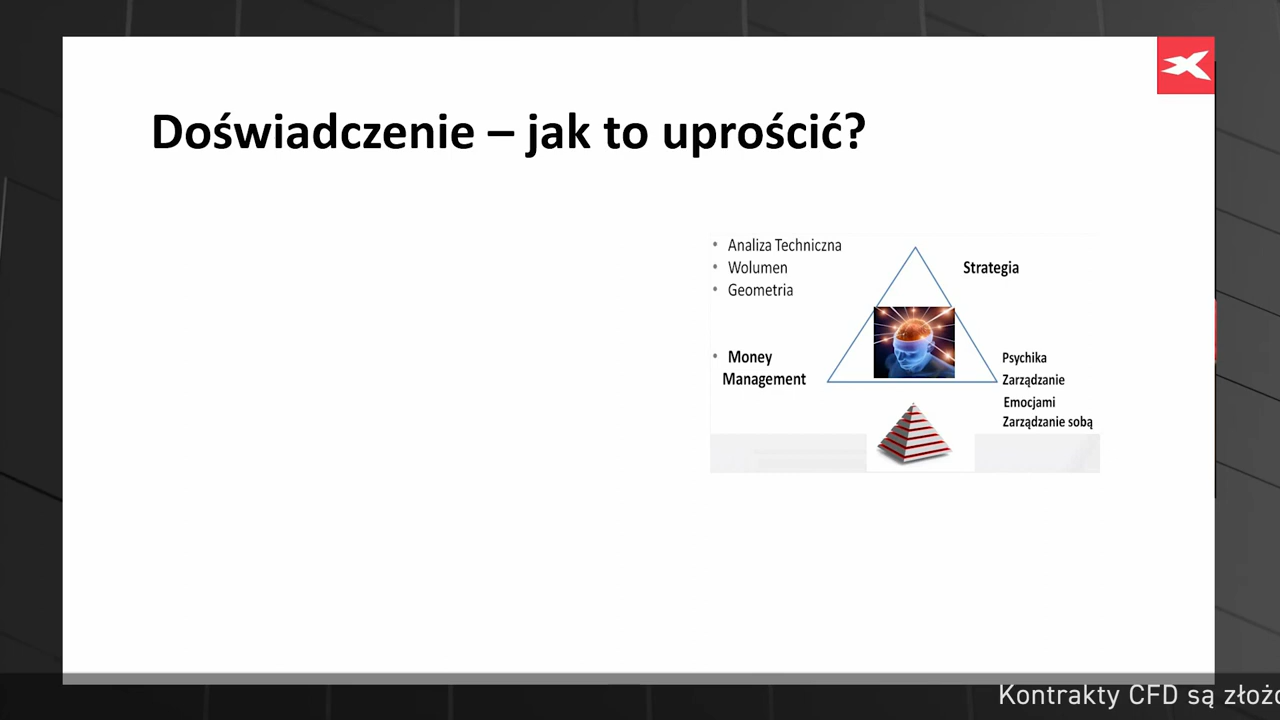 Doświadczenie – jak to uprościć?
• Analiza Techniczna
• Wolumen
• Geometria
Strategia
• Money
Management
Psychika
Zarządzanie
Emocjami
Zarządzanie sobą
Kontrakty CFD są